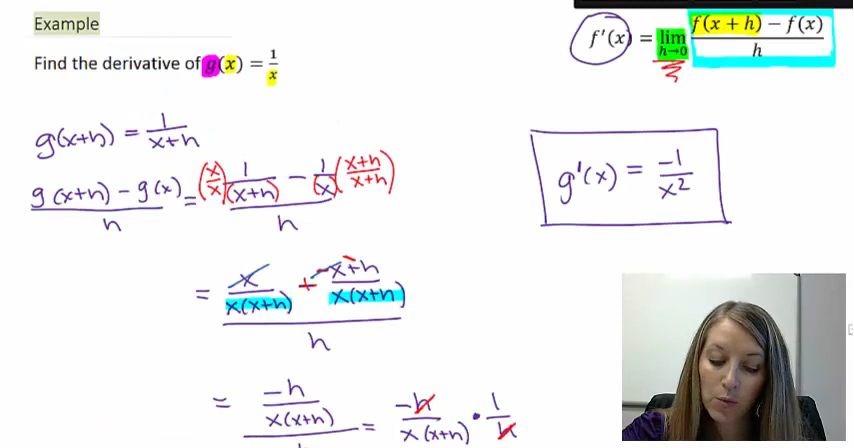 Example
f'(x) = lim h→0 f(x + h) − f(x) / h
Find the derivative of g(x) = 1/x
g(x+h) = 1/(x+h)
g(x+h) − g(x) / h = (x/x) 1/(x+h) − 1/(x) (x+h/x+h) / h
g'(x) = -1/x²
= x/x(x+h) + -x+h/x(x+h) / h
= -h/x(x+h) = -h/x(x+h) · 1/h